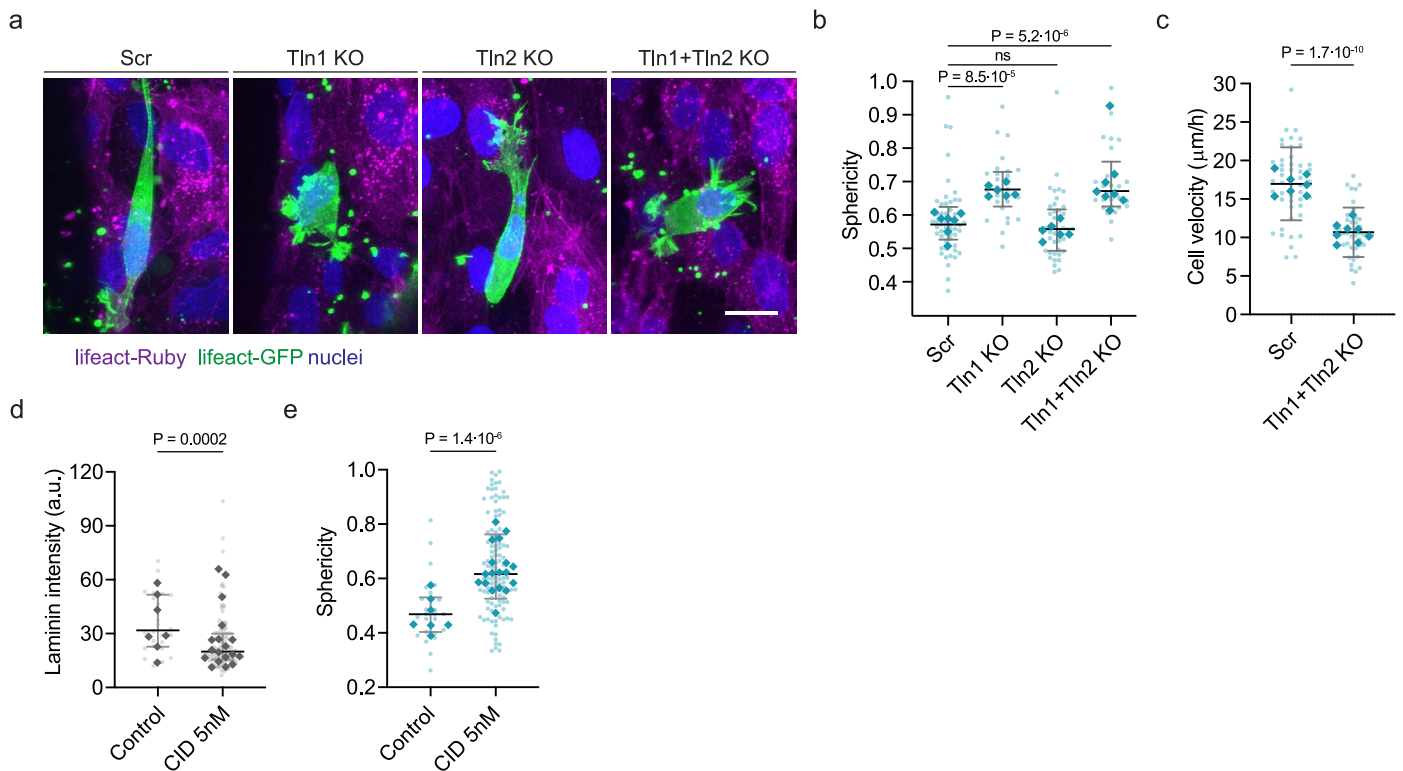 a
Scr Tln1 KO Tln2 KO Tln1+Tln2 KO
lifeact-Ruby lifeact-GFP nuclei
b
P = 5.2·10⁻⁶
ns
P = 8.5·10⁻⁵
Sphericity
1.0
0.9
0.8
0.7
0.6
0.5
0.4
Scr
Tln1 KO
Tln2 KO
Tln1+Tln2 KO
c
P = 1.7·10⁻¹⁰
Cell velocity (μm/h)
30
25
20
15
10
5
0
Scr
Tln1+Tln2 KO
d
P = 0.0002
Laminin intensity (a.u.)
120
90
60
30
0
Control
CID 5nM
e
P = 1.4·10⁻⁶
Sphericity
1.0
0.8
0.6
0.4
0.2
Control
CID 5nM